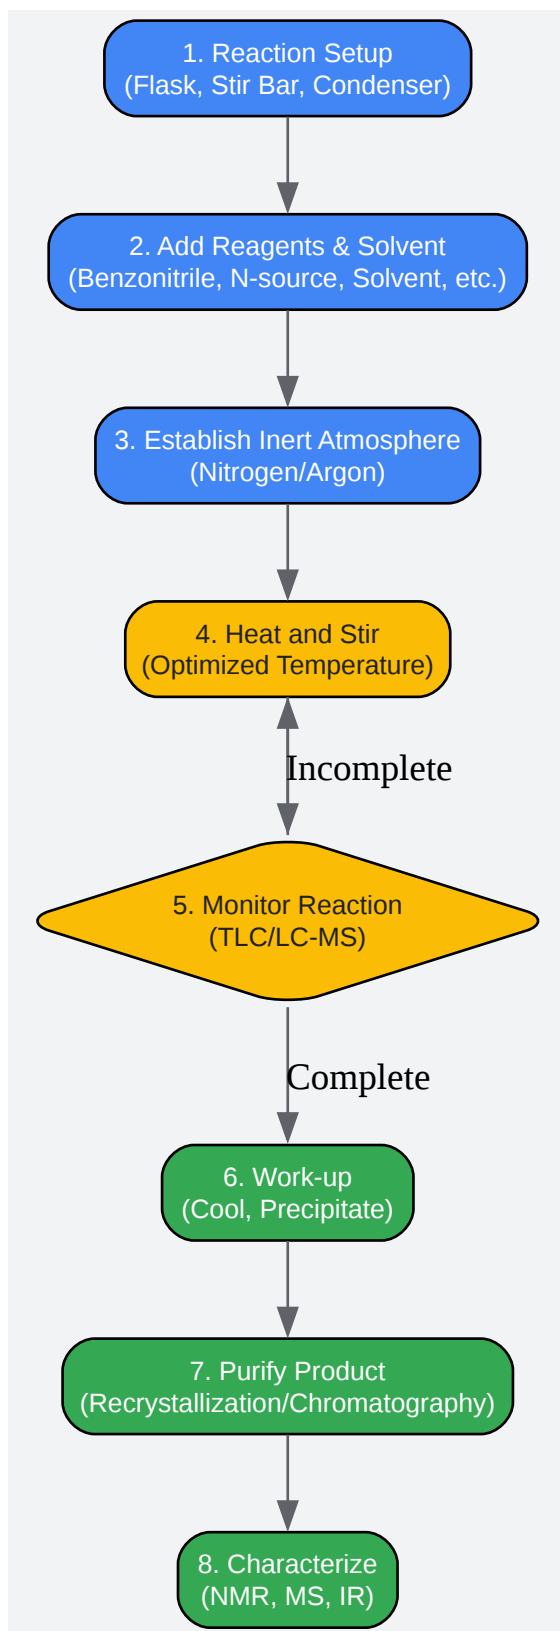 1. Reaction Setup
(Flask, Stir Bar, Condenser)
2. Add Reagents & Solvent
(Benzonitrile, N-source, Solvent, etc.)
3. Establish Inert Atmosphere
(Nitrogen/Argon)
4. Heat and Stir
(Optimized Temperature)
Incomplete
5. Monitor Reaction
(TLC/LC-MS)
Complete
6. Work-up
(Cool, Precipitate)
7. Purify Product
(Recrystallization/Chromatography)
8. Characterize
(NMR, MS, IR)